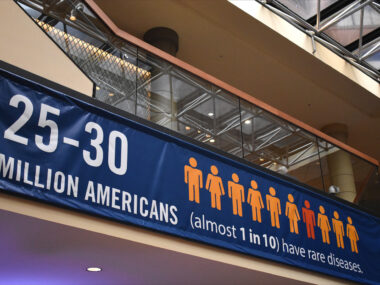 25-30
MILLION AMERICANS
(almost 1 in 10) have rare diseases.